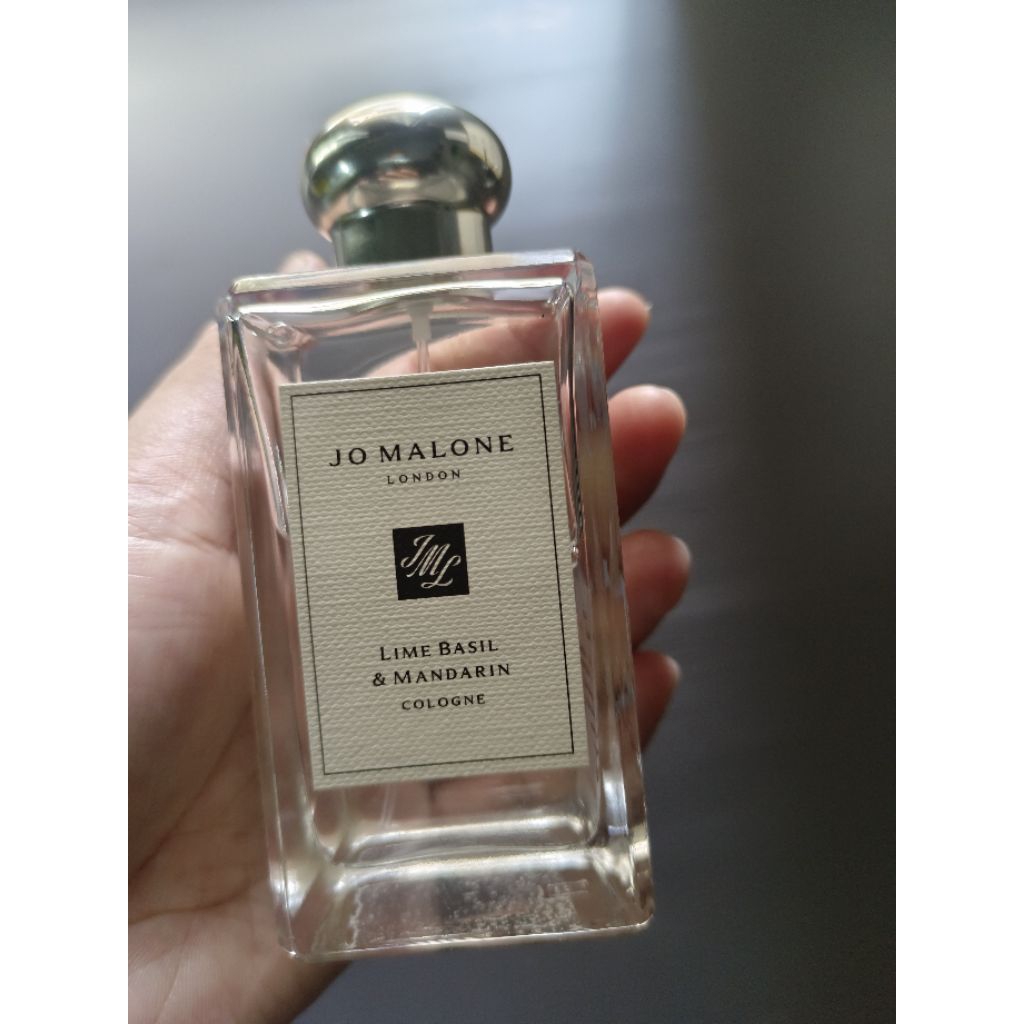 JO MALONE
LONDON
JML
LIME BASIL
& MANDARIN
COLOGNE